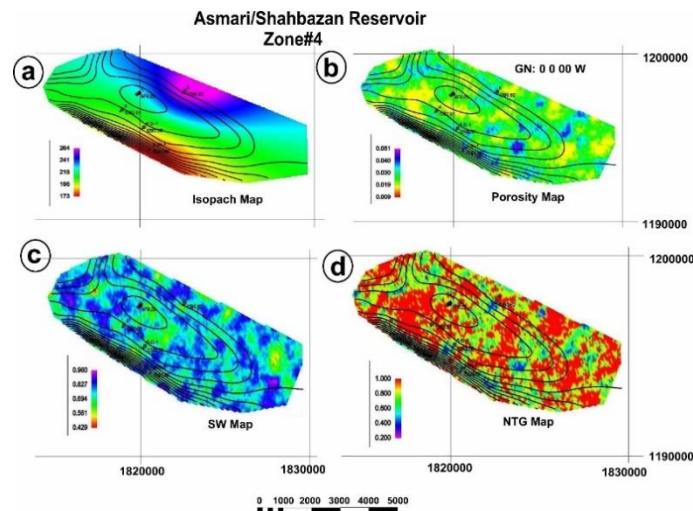 Asmari/Shahbazan Reservoir
Zone#4
a
264
241
218
196
173
Isopach Map
b
GN: 0 0 00 W
1200000
0.051
0.040
0.030
0.019
0.009
Porosity Map
1190000
c
0.960
0.827
0.694
0.561
0.429
SW Map
1820000
1830000
d
1200000
1.000
0.800
0.600
0.400
0.200
NTG Map
1190000
1820000
1830000
0 1000 2000 3000 4000 5000